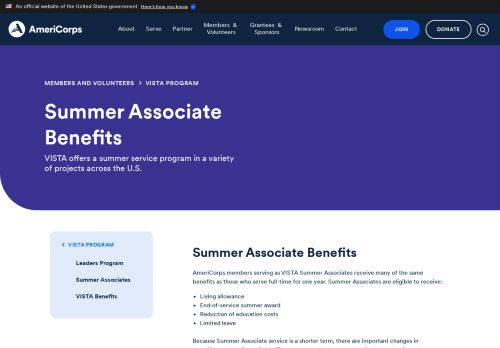 An official website of the United States government Here's how you know
AmeriCorps
About Serve Partner Members & Volunteers Grantees & Sponsors Newsroom Contact JOIN DONATE
MEMBERS AND VOLUNTEERS > VISTA PROGRAM
Summer Associate
Benefits
VISTA offers a summer service program in a variety
of projects across the U.S.
< VISTA PROGRAM
Leaders Program
Summer Associates
VISTA Benefits
Summer Associate Benefits
AmeriCorps members serving as VISTA Summer Associates receive many of the same
benefits as those who serve full-time for one year. Summer Associates are eligible to receive:
• Living allowance
• End-of-service summer award
• Reduction of education costs
• Limited leave
Because Summer Associate service is a shorter term, there are important changes in